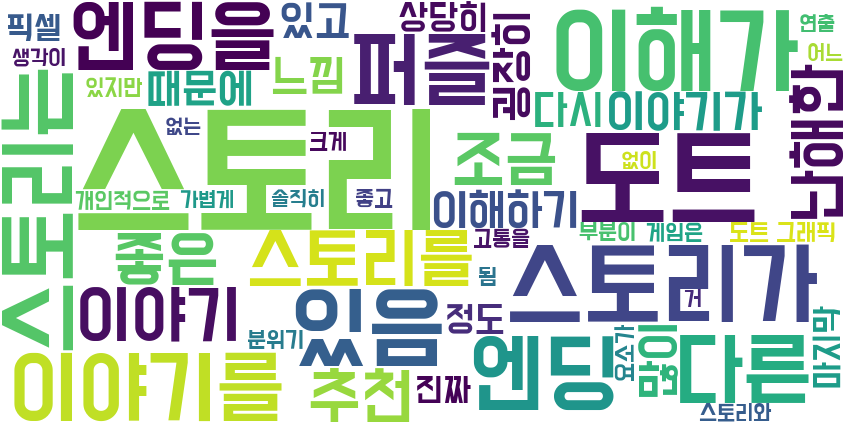 픽셀
엔딩을
있고
상당히
퍼즐
굉장히
이해가
연출
어느
생각이
있지만
때문에
느낌
다시
이야기가
난해한
스토리는
스토리
없는
크게
조금
없이
도트
개인적으로
가볍게
솔직히
좋고
이해하기
좋은
스토리를
고통을
부분이
게임은
도트 그래픽
이야기
있음
됨
스토리가
거
분위기
정도
엔딩
요소가
많이
다른
마지막
이야기를
추천
진짜
스토리와